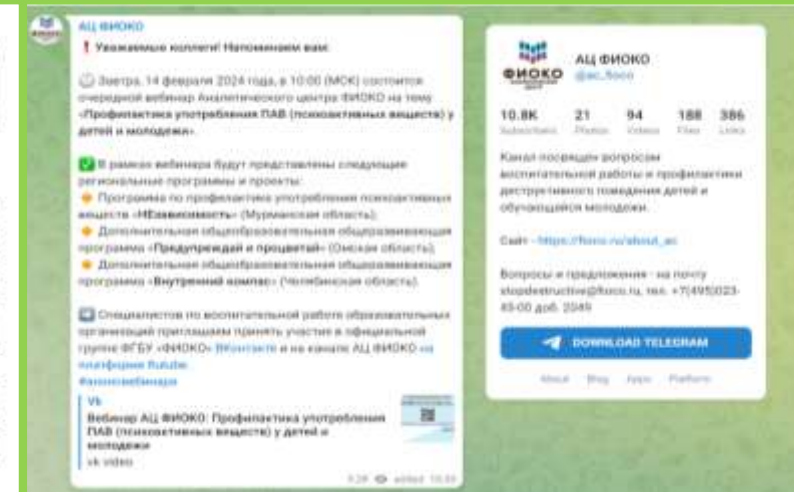 АЦ ФИОКО
❗ Уважаемые коллеги! Напоминаем вам:
Завтра, 14 февраля 2024 года, в 10:00 (МСК) состоится
очередной вебинар Аналитического центра ФИОКО на тему
«Профилактика употребления ПАВ (психоактивных веществ) у
детей и молодежи».
✅ В рамках вебинара будут представлены следующие
региональные программы и проекты:
🔸 Программа по профилактике употребления психоактивных
веществ «НЕзависимость» (Мурманская область);
🔸 Дополнительная общеобразовательная общеразвивающая
программа «Предупреждай и процветай» (Омская область);
🔸 Дополнительная общеобразовательная общеразвивающая
программа «Внутренний компас» (Челябинская область).
➡️ Специалистов по воспитательной работе образовательных
организаций приглашаем принять участие в официальной
группе ФГБУ «ФИОКО» ВКонтакте и на канале АЦ ФИОКО на
платформе Rutube.
#анонсвебинара
Vk
Вебинар АЦ ФИОКО: Профилактика употребления
ПАВ (психоактивных веществ) у детей и
молодежи
vk video
ФИОКО
АЦ ФИОКО
@ac_fioco
10.8K 21 94 188 386
Subscribers Photos Videos Files Links
Канал посвящен вопросам
воспитательной работы и профилактики
деструктивного поведения детей и
обучающейся молодежи.
Сайт - https://fioco.ru/about_ac
Вопросы и предложения - на почту
stopdestructive@fioco.ru, тел. +7(495)023-
45-00 доб. 2049
DOWNLOAD TELEGRAM
About Blog Apps Platform